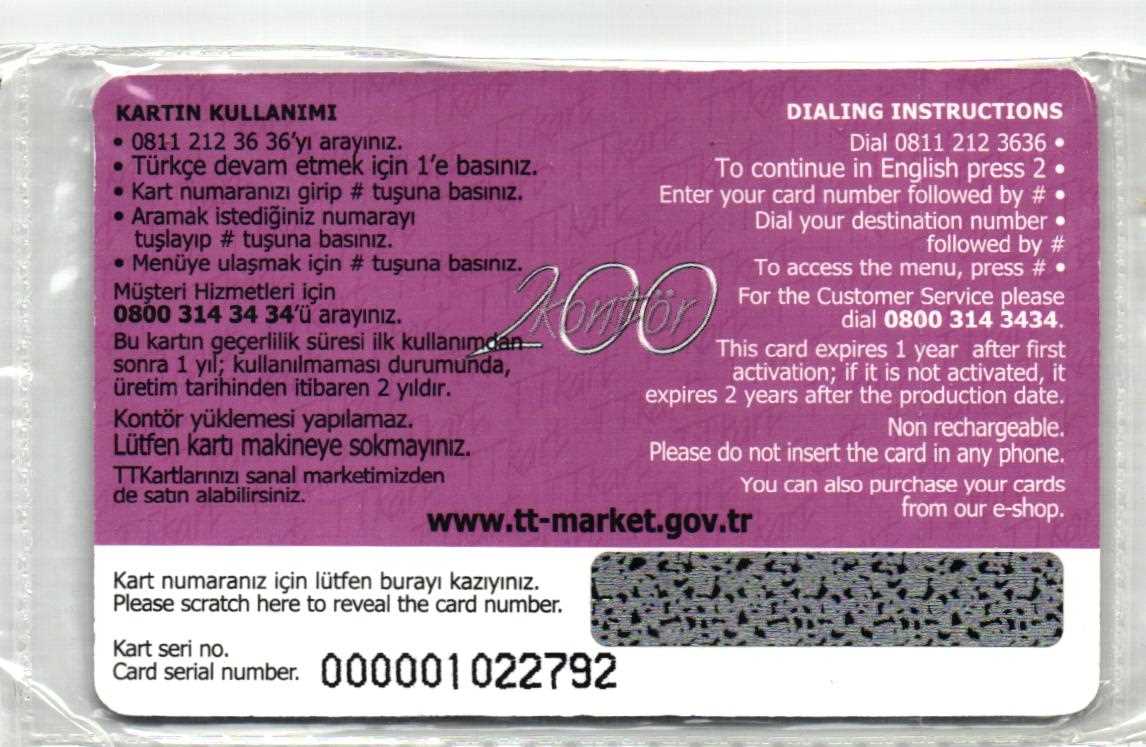 KARTIN KULLANIMI
• 0811 212 36 36'yı arayınız.
• Türkçe devam etmek için 1'e basınız.
• Kart numaranızı girip # tuşuna basınız.
• Aramak istediğiniz numarayı
tuşlayıp # tuşuna basınız.
• Menüye ulaşmak için # tuşuna basınız.
Müşteri Hizmetleri için
0800 314 34 34'ü arayınız.
Bu kartın geçerlilik süresi ilk kullanımdan
sonra 1 yıl; kullanılmaması durumunda,
üretim tarihinden itibaren 2 yıldır.
Kontör yüklemesi yapılamaz.
Lütfen kartı makineye sokmayınız.
TTKartlarınızı sanal marketimizden
de satın alabilirsiniz.
200
kontör
DIALING INSTRUCTIONS
Dial 0811 212 3636 •
To continue in English press 2 •
Enter your card number followed by # •
Dial your destination number •
followed by #
To access the menu, press # •
For the Customer Service please
dial 0800 314 3434.
This card expires 1 year after first
activation; if it is not activated, it
expires 2 years after the production date.
Non rechargeable.
Please do not insert the card in any phone.
You can also purchase your cards
from our e-shop.
www.tt-market.gov.tr
Kart numaranız için lütfen burayı kazıyınız.
Please scratch here to reveal the card number.
Kart seri no.
Card serial number. 000001022792